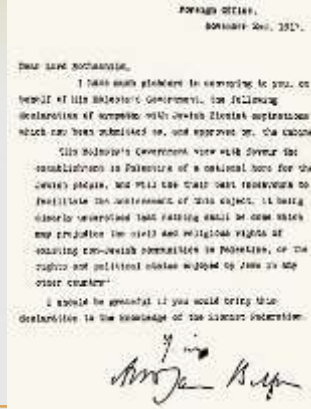 Foreign Office,
November 2nd, 1917.
Dear Lord Rothschild,
I have much pleasure in conveying to you, on
behalf of His Majesty's Government, the following
declaration of sympathy with Jewish Zionist aspirations
which has been submitted to, and approved by, the Cabinet
"His Majesty's Government view with favour the
establishment in Palestine of a national home for the
Jewish people, and will use their best endeavours to
facilitate the achievement of this object, it being
clearly understood that nothing shall be done which
may prejudice the civil and religious rights of
existing non-Jewish communities in Palestine, or the
rights and political status enjoyed by Jews in any
other country"
I should be grateful if you would bring this
declaration to the knowledge of the Zionist Federation.